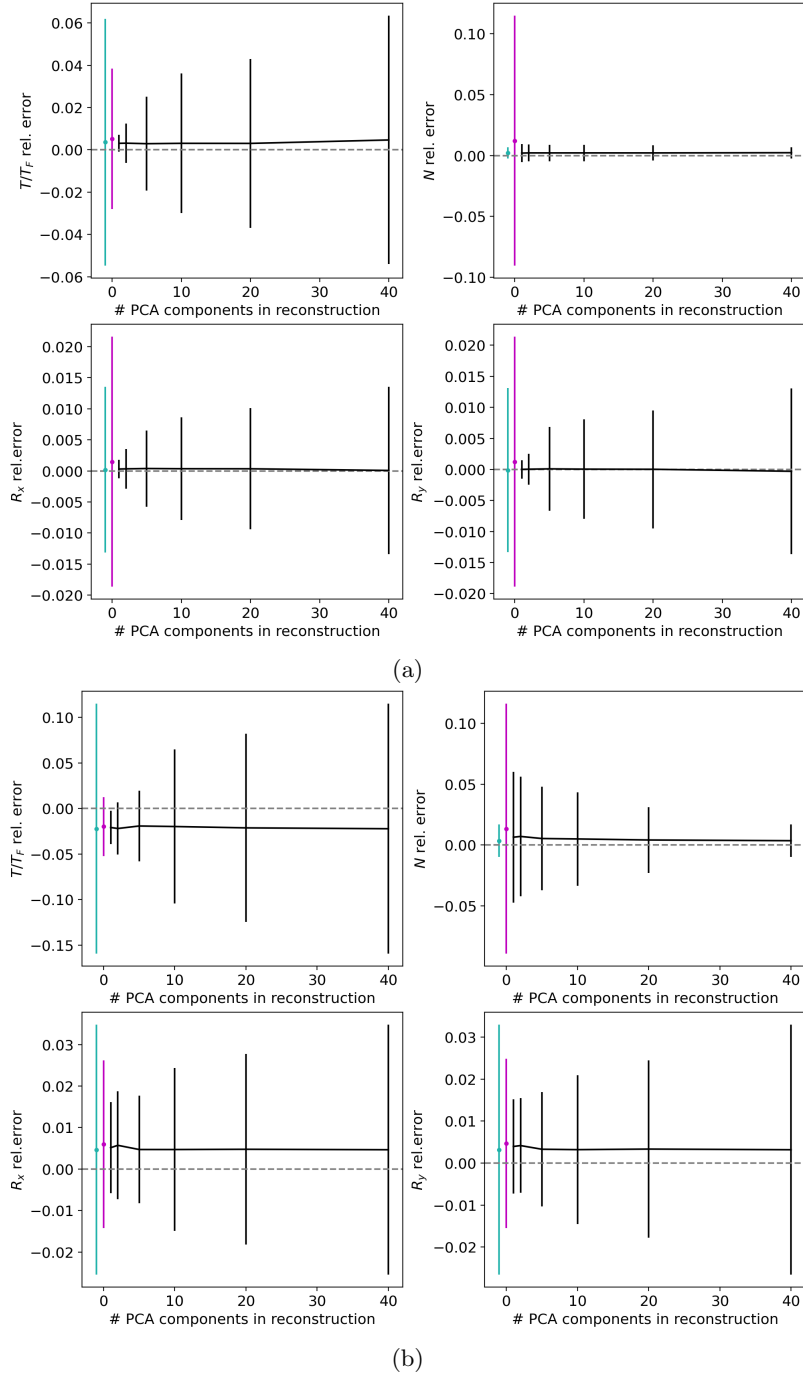 0.06
0.04
0.02
0.00
−0.02
−0.04
−0.06
T/T_F rel. error
0 10 20 30 40
# PCA components in reconstruction
0.10
0.05
0.00
−0.05
−0.10
N rel. error
0 10 20 30 40
# PCA components in reconstruction
0.020
0.015
0.010
0.005
0.000
−0.005
−0.010
−0.015
−0.020
R_x rel.error
0 10 20 30 40
# PCA components in reconstruction
0.020
0.015
0.010
0.005
0.000
−0.005
−0.010
−0.015
−0.020
R_y rel.error
0 10 20 30 40
# PCA components in reconstruction
(a)
0.10
0.05
0.00
−0.05
−0.10
−0.15
T/T_F rel. error
0 10 20 30 40
# PCA components in reconstruction
0.10
0.05
0.00
−0.05
N rel. error
0 10 20 30 40
# PCA components in reconstruction
0.03
0.02
0.01
0.00
−0.01
−0.02
R_x rel.error
0 10 20 30 40
# PCA components in reconstruction
0.03
0.02
0.01
0.00
−0.01
−0.02
R_y rel.error
0 10 20 30 40
# PCA components in reconstruction
(b)